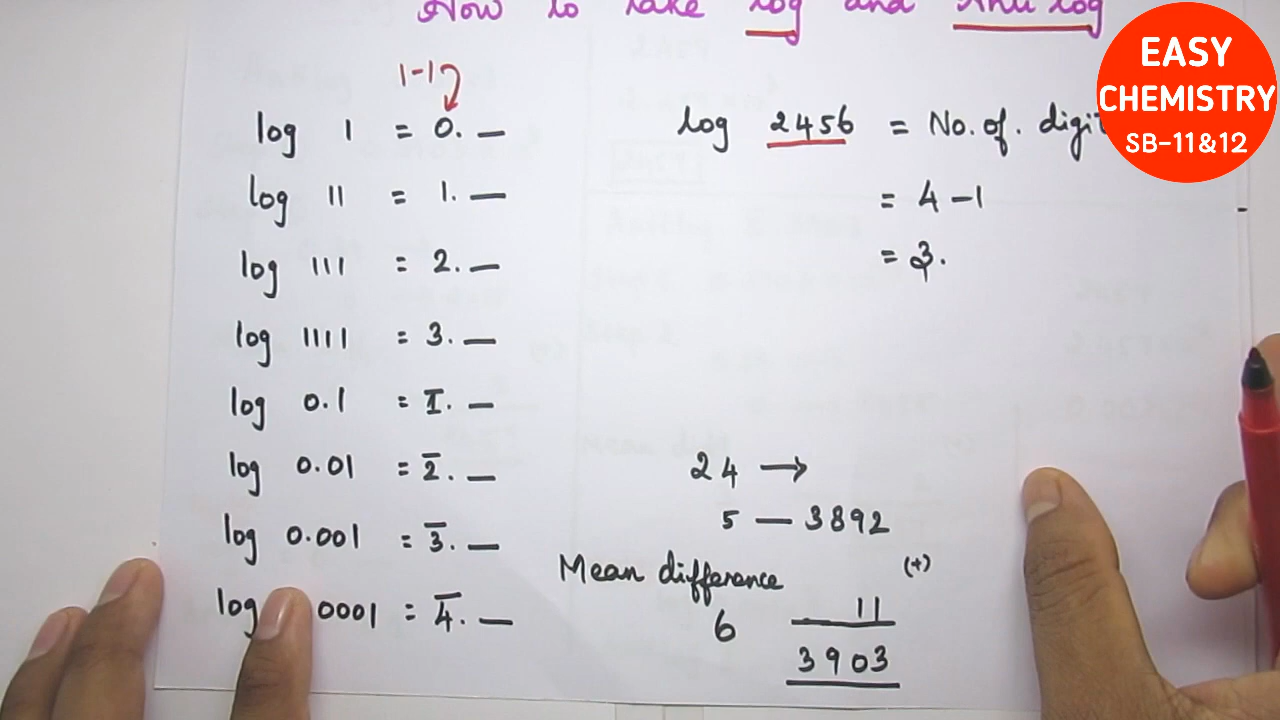 How to take log and Anti log
EASY
CHEMISTRY
SB-11&12
1-1
log 1 = 0. —
log 11 = 1. —
log 111 = 2. —
log 1111 = 3. —
log 0.1 = 1̄. —
log 0.01 = 2̄. —
log 0.001 = 3̄. —
log 0001 = 4̄. —
log 2456 = No. of. digit
= 4 - 1
= 3.
24 →
5 — 3892
Mean difference (+)
6 11
3903